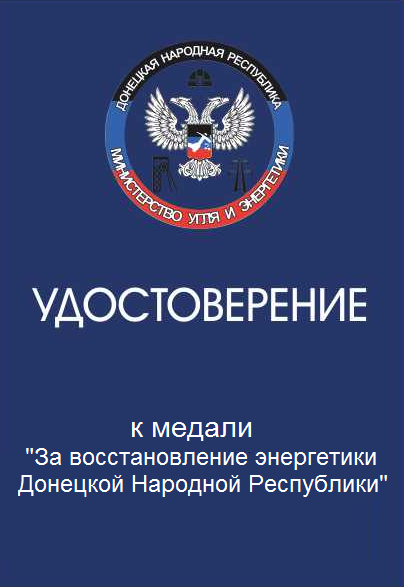 ДОНЕЦКАЯ НАРОДНАЯ РЕСПУБЛИКА
МИНИСТЕРСТВО УГЛЯ И ЭНЕРГЕТИКИ
УДОСТОВЕРЕНИЕ
к медали
"За восстановление энергетики
Донецкой Народной Республики"